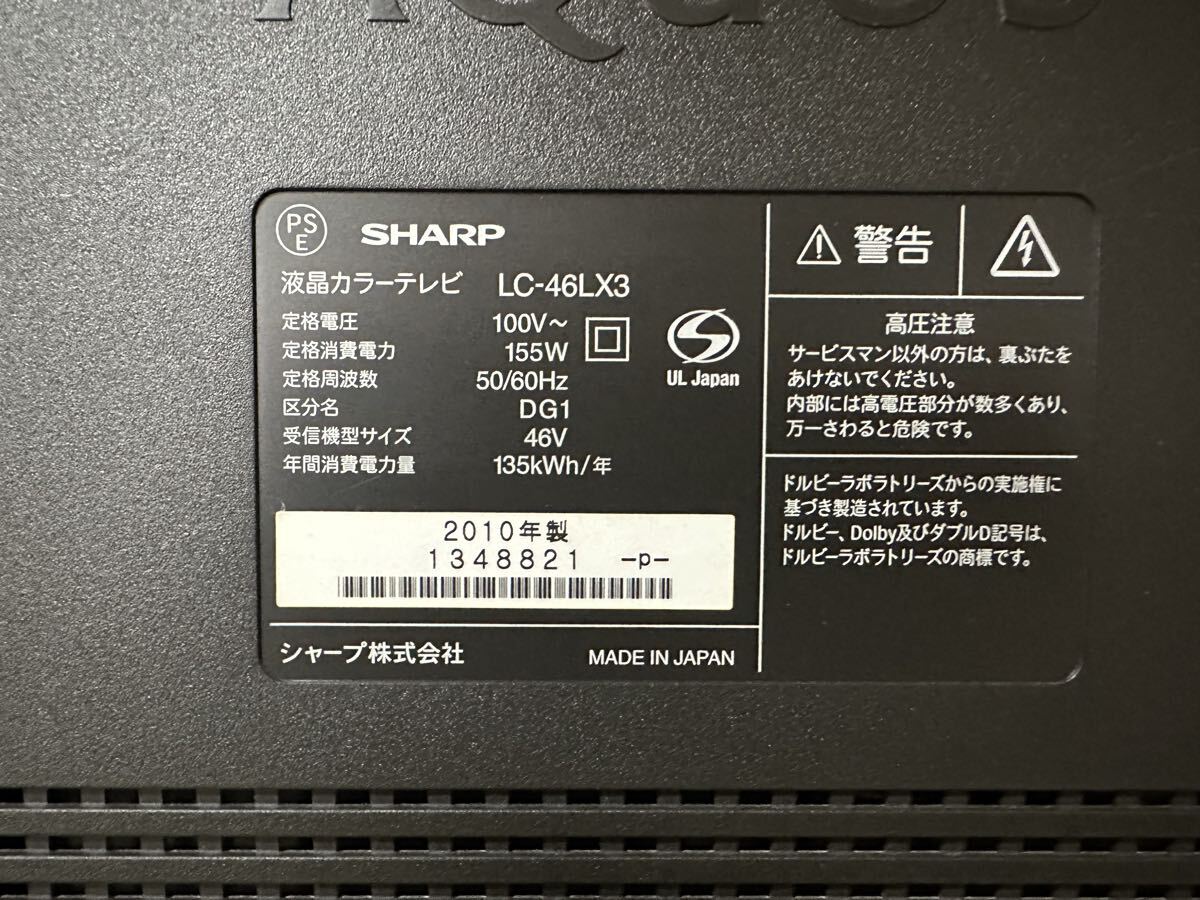 AQUOS
PS
E
SHARP
液晶カラーテレビ LC-46LX3
定格電圧 100V～
定格消費電力 155W
定格周波数 50/60Hz
区分名 DG1
受信機型サイズ 46V
年間消費電力量 135kWh/年
UL Japan
2010年製
1348821 -p-
シャープ株式会社 MADE IN JAPAN
警告
高圧注意
サービスマン以外の方は、裏ぶたを
あけないでください。
内部には高電圧部分が数多くあり、
万一さわると危険です。
ドルビーラボラトリーズからの実施権に
基づき製造されています。
ドルビー、Dolby及びダブルD記号は、
ドルビーラボラトリーズの商標です。